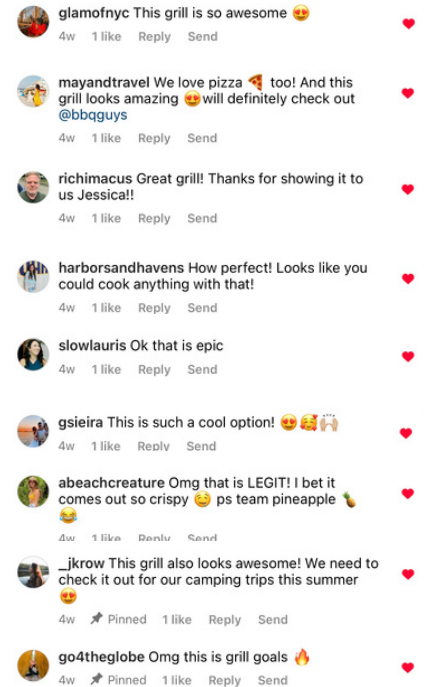 glamofnyc This grill is so awesome 😍
4w 1 like Reply Send
mayandtravel We love pizza 🍕 too! And this
grill looks amazing 😍will definitely check out
@bbqguys
4w 1 like Reply Send
richimacus Great grill! Thanks for showing it to
us Jessica!!
4w 1 like Reply Send
harborsandhavens How perfect! Looks like you
could cook anything with that!
4w 1 like Reply Send
slowlauris Ok that is epic
4w 1 like Reply Send
gsieira This is such a cool option! 😍🥰🙌🏼
4w 1 like Reply Send
abeachcreature Omg that is LEGIT! I bet it
comes out so crispy 😋 ps team pineapple 🍍
😂
4w 1 like Reply Send
_jkrow This grill also looks awesome! We need to
check it out for our camping trips this summer
😍
4w Pinned 1 like Reply Send
go4theglobe Omg this is grill goals 🔥
4w Pinned 1 like Reply Send